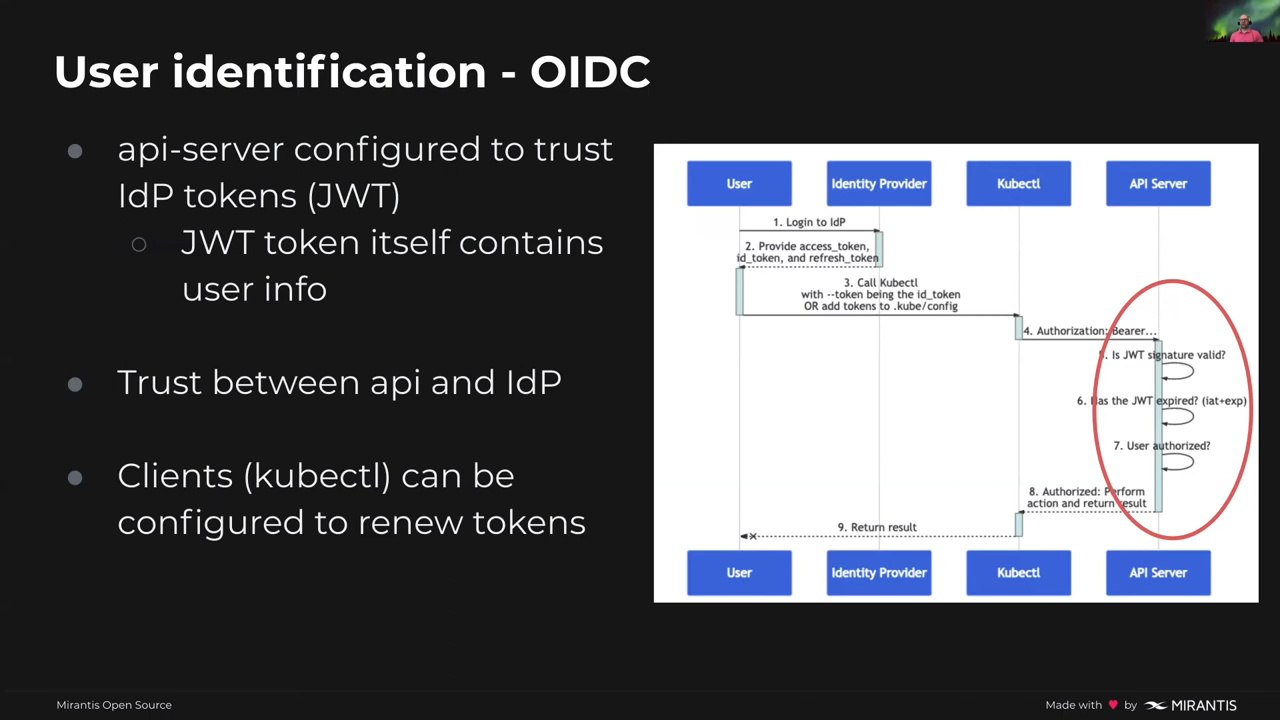 User identification - OIDC
● api-server configured to trust
IdP tokens (JWT)
○ JWT token itself contains
user info
● Trust between api and IdP
● Clients (kubectl) can be
configured to renew tokens
User
Identity Provider
Kubectl
API Server
1. Login to IdP
2. Provide access_token,
id_token, and refresh_token
3. Call Kubectl
with --token being the id_token
OR add tokens to .kube/config
4. Authorization: Bearer...
5. Is JWT signature valid?
6. Has the JWT expired? (iat+exp)
7. User authorized?
8. Authorized: Perform
action and return result
9. Return result
User
Identity Provider
Kubectl
API Server
Mirantis Open Source
Made with ♥ by MIRANTIS